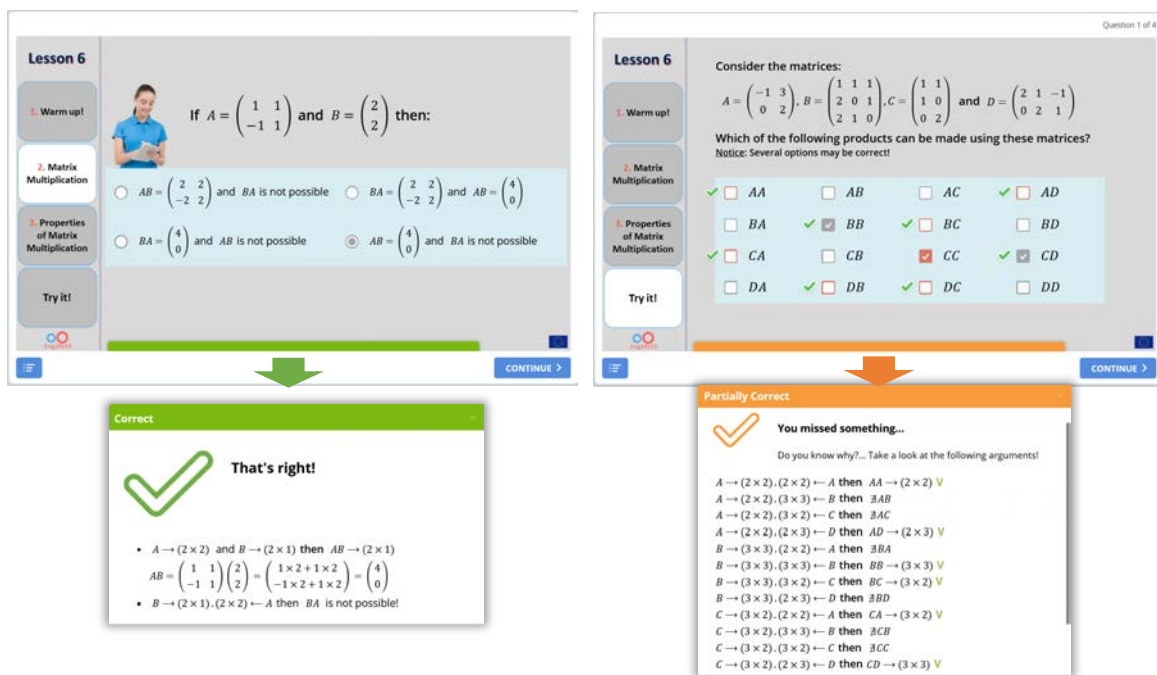 Lesson 6
1. Warm up!
2. Matrix
Multiplication
3. Properties
of Matrix
Multiplication
Try it!
EngiMath
If A = ( 1 1 / −1 1 ) and B = ( 2 / 2 ) then:
AB = ( 2 2 / −2 2 ) and BA is not possible
BA = ( 2 2 / −2 2 ) and AB = ( 4 / 0 )
BA = ( 4 / 0 ) and AB is not possible
AB = ( 4 / 0 ) and BA is not possible
CONTINUE >
Correct
That's right!
• A → (2 × 2) and B → (2 × 1) then AB → (2 × 1)
AB = ( 1 1 / −1 1 ) ( 2 / 2 ) = ( 1 × 2 + 1 × 2 / −1 × 2 + 1 × 2 ) = ( 4 / 0 )
• B → (2 × 1). (2 × 2) ← A then BA is not possible!
Question 1 of 4
Lesson 6
1. Warm up!
2. Matrix
Multiplication
3. Properties
of Matrix
Multiplication
Try it!
EngiMath
Consider the matrices:
A = ( −1 3 / 0 2 ), B = ( 1 1 1 / 2 0 1 / 2 1 0 ), C = ( 1 1 / 1 0 / 0 2 ) and D = ( 2 1 −1 / 0 2 1 )
Which of the following products can be made using these matrices?
Notice: Several options may be correct!
AA AB AC AD
BA BB BC BD
CA CB CC CD
DA DB DC DD
CONTINUE >
Partially Correct
You missed something...
Do you know why?... Take a look at the following arguments!
A → (2 × 2). (2 × 2) ← A then AA → (2 × 2) V
A → (2 × 2). (3 × 3) ← B then ∄AB
A → (2 × 2). (3 × 2) ← C then ∄AC
A → (2 × 2). (2 × 3) ← D then AD → (2 × 3) V
B → (3 × 3). (2 × 2) ← A then ∄BA
B → (3 × 3). (3 × 3) ← B then BB → (3 × 3) V
B → (3 × 3). (3 × 2) ← C then BC → (3 × 2) V
B → (3 × 3). (2 × 3) ← D then ∄BD
C → (3 × 2). (2 × 2) ← A then CA → (3 × 2) V
C → (3 × 2). (3 × 3) ← B then ∄CB
C → (3 × 2). (3 × 2) ← C then ∄CC
C → (3 × 2). (2 × 3) ← D then CD → (3 × 3) V